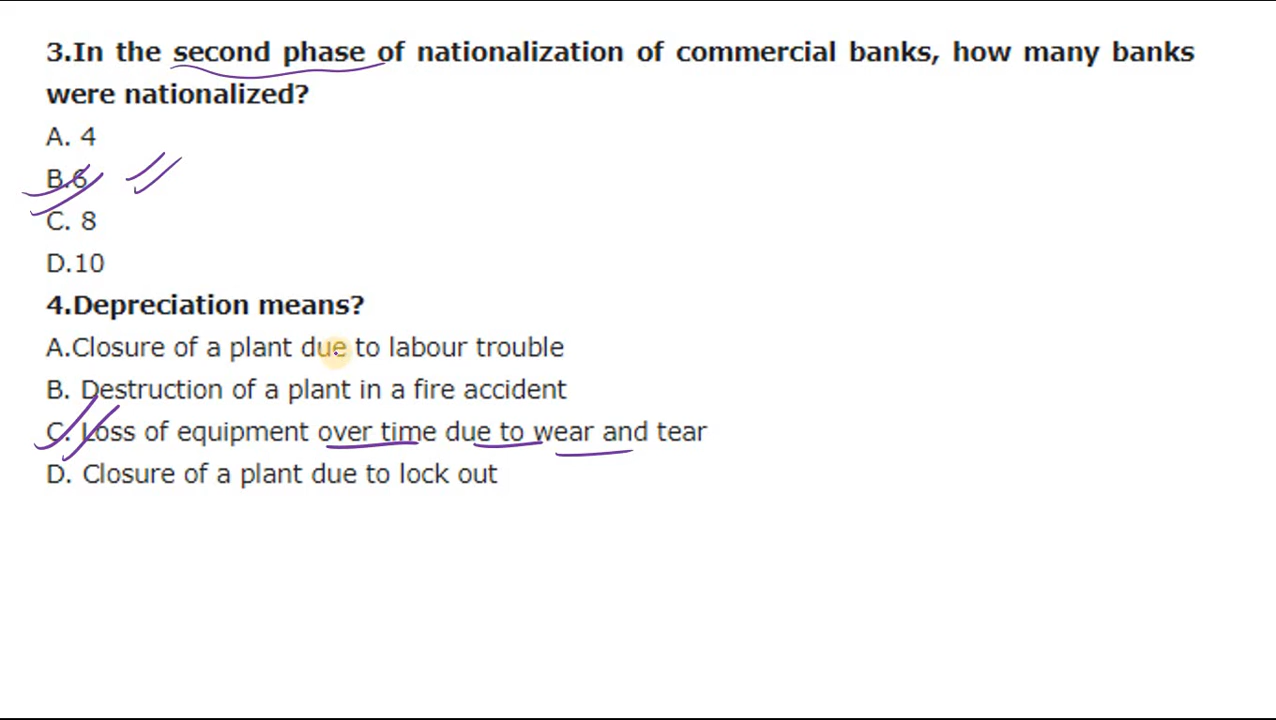 3.In the second phase of nationalization of commercial banks, how many banks
were nationalized?
A. 4
B.6
C. 8
D.10
4.Depreciation means?
A.Closure of a plant due to labour trouble
B. Destruction of a plant in a fire accident
C. Loss of equipment over time due to wear and tear
D. Closure of a plant due to lock out